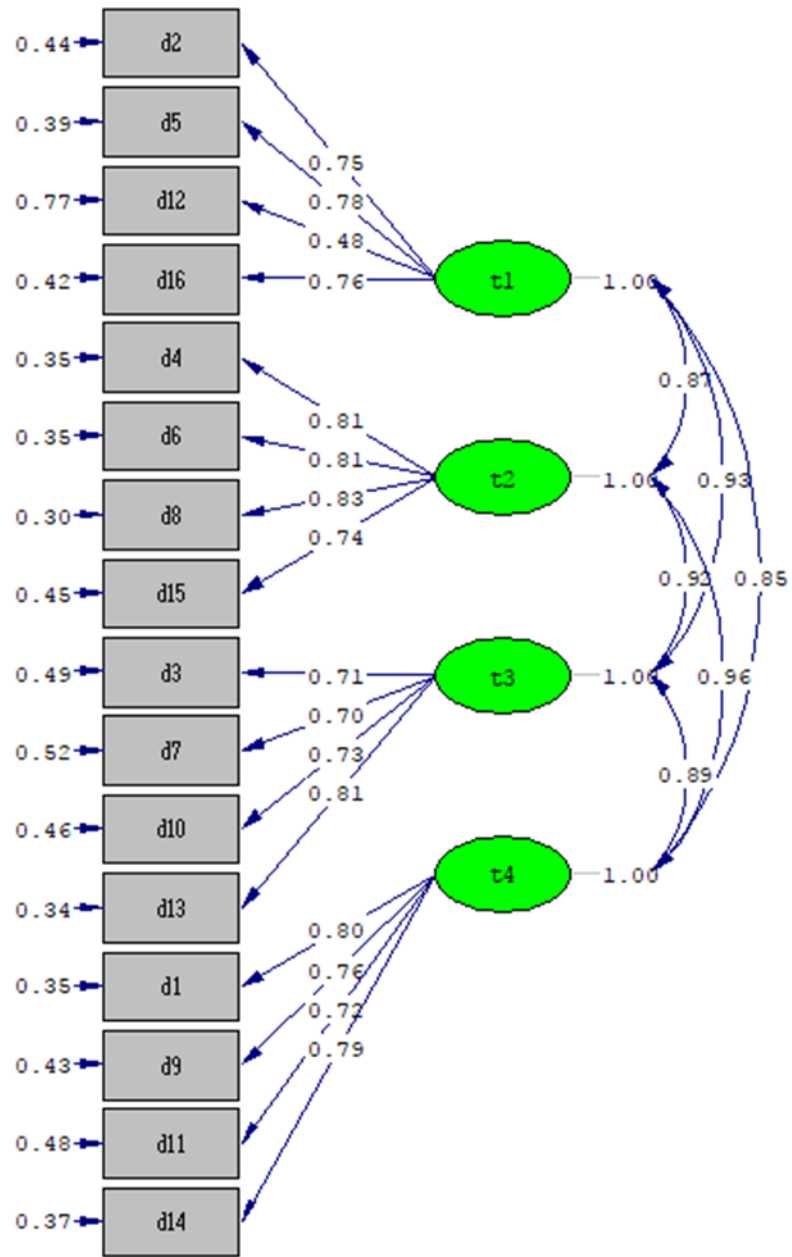 0.44 d2
0.39 d5
0.75
0.77 d12 0.78
0.48
0.42 d16 0.76 t1 1.00
0.35 d4
0.87
0.81
0.35 d6
0.81 t2 1.00 0.93
0.30 d8 0.83
0.74
0.45 d15 0.92 0.85
0.49 d3 0.71 t3 1.00 0.96
0.70
0.52 d7 0.73
0.89
0.46 d10 0.81
0.34 d13 t4 1.00
0.80
0.35 d1 0.76
0.72
0.43 d9 0.79
0.48 d11
0.37 d14